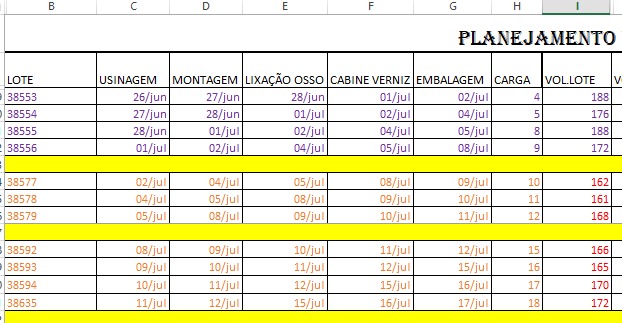 B C D E F G H I
PLANEJAMENTO
LOTE USINAGEM MONTAGEM LIXAÇÃO OSSO CABINE VERNIZ EMBALAGEM CARGA VOL.LOTE
38553 26/jun 27/jun 28/jun 01/jul 02/jul 4 188
38554 27/jun 28/jun 01/jul 02/jul 04/jul 5 176
38555 28/jun 01/jul 02/jul 04/jul 05/jul 8 188
38556 01/jul 02/jul 04/jul 05/jul 08/jul 9 172
38577 02/jul 04/jul 05/jul 08/jul 09/jul 10 162
38578 04/jul 05/jul 08/jul 09/jul 10/jul 11 161
38579 05/jul 08/jul 09/jul 10/jul 11/jul 12 168
38592 08/jul 09/jul 10/jul 11/jul 12/jul 15 166
38593 09/jul 10/jul 11/jul 12/jul 15/jul 16 165
38594 10/jul 11/jul 12/jul 15/jul 16/jul 17 170
38635 11/jul 12/jul 15/jul 16/jul 17/jul 18 172